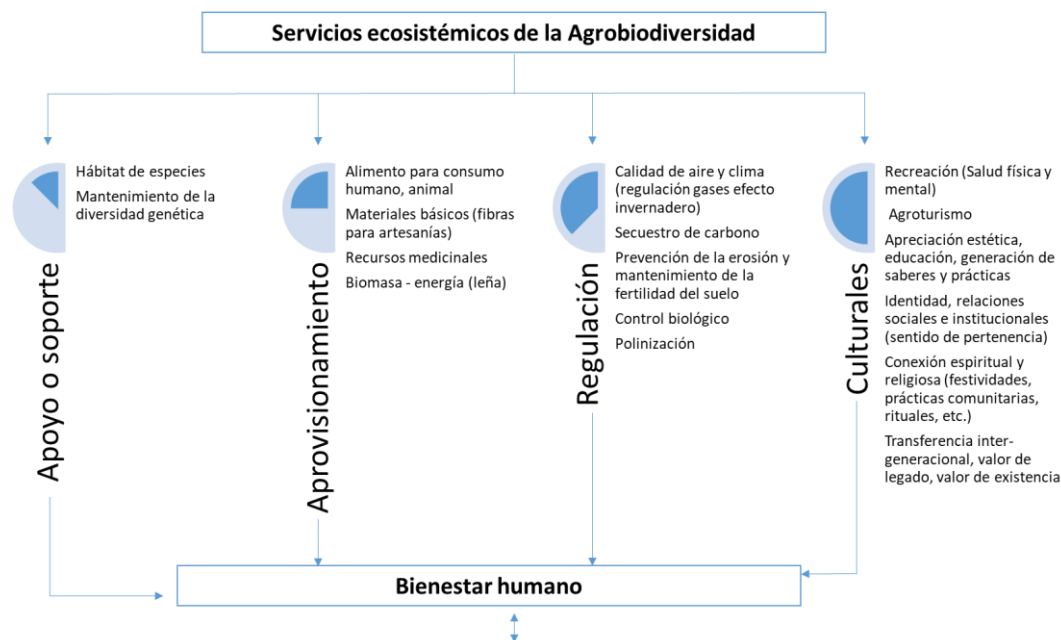 Servicios ecosistémicos de la Agrobiodiversidad
Apoyo o soporte
Hábitat de especies
Mantenimiento de la
diversidad genética
Aprovisionamiento
Alimento para consumo
humano, animal
Materiales básicos (fibras
para artesanías)
Recursos medicinales
Biomasa - energía (leña)
Regulación
Calidad de aire y clima
(regulación gases efecto
invernadero)
Secuestro de carbono
Prevención de la erosión y
mantenimiento de la
fertilidad del suelo
Control biológico
Polinización
Culturales
Recreación (Salud física y
mental)
Agroturismo
Apreciación estética,
educación, generación de
saberes y prácticas
Identidad, relaciones
sociales e institucionales
(sentido de pertenencia)
Conexión espiritual y
religiosa (festividades,
prácticas comunitarias,
rituales, etc.)
Transferencia inter-
generacional, valor de
legado, valor de existencia
Bienestar humano